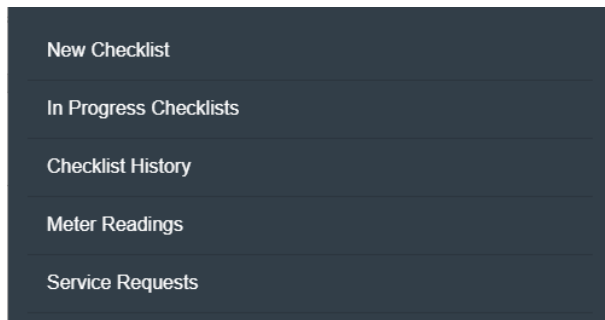 New Checklist
In Progress Checklists
Checklist History
Meter Readings
Service Requests